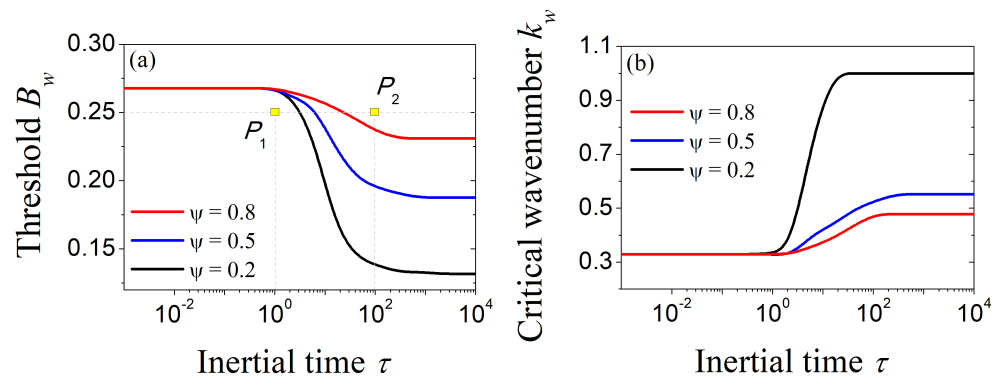 Threshold B_w
0.30
0.25
0.20
0.15
(a)
P_1
P_2
ψ = 0.8
ψ = 0.5
ψ = 0.2
10^-2
10^0
10^2
10^4
Inertial time τ
Critical wavenumber k_w
1.1
0.9
0.7
0.5
0.3
(b)
ψ = 0.8
ψ = 0.5
ψ = 0.2
10^-2
10^0
10^2
10^4
Inertial time τ